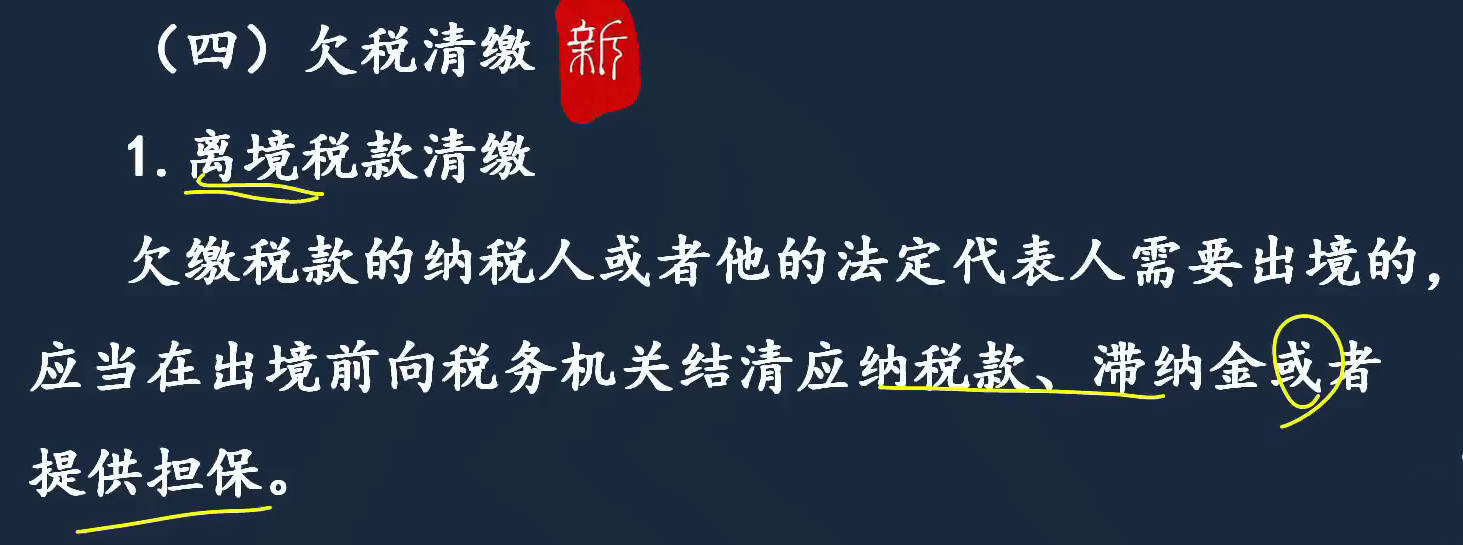 （四）欠税清缴 新
1. 离境税款清缴
欠缴税款的纳税人或者他的法定代表人需要出境的，
应当在出境前向税务机关结清应纳税款、滞纳金或者
提供担保。